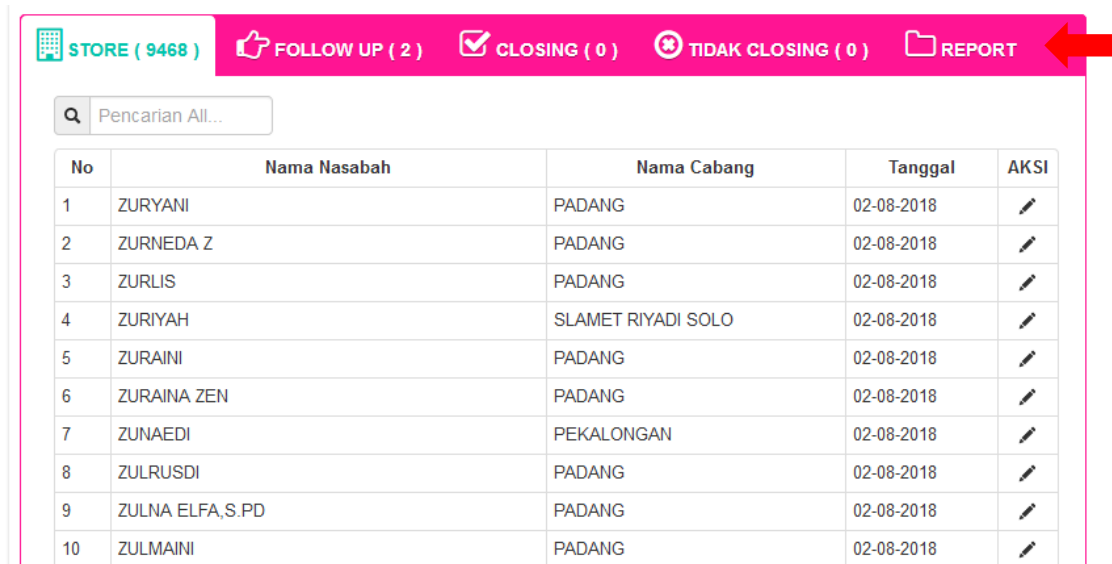 STORE ( 9468 ) FOLLOW UP ( 2 ) CLOSING ( 0 ) TIDAK CLOSING ( 0 ) REPORT
Pencarian All...
No Nama Nasabah Nama Cabang Tanggal AKSI
1 ZURYANI PADANG 02-08-2018
2 ZURNEDA Z PADANG 02-08-2018
3 ZURLIS PADANG 02-08-2018
4 ZURIYAH SLAMET RIYADI SOLO 02-08-2018
5 ZURAINI PADANG 02-08-2018
6 ZURAINA ZEN PADANG 02-08-2018
7 ZUNAEDI PEKALONGAN 02-08-2018
8 ZULRUSDI PADANG 02-08-2018
9 ZULNA ELFA,S.PD PADANG 02-08-2018
10 ZULMAINI PADANG 02-08-2018